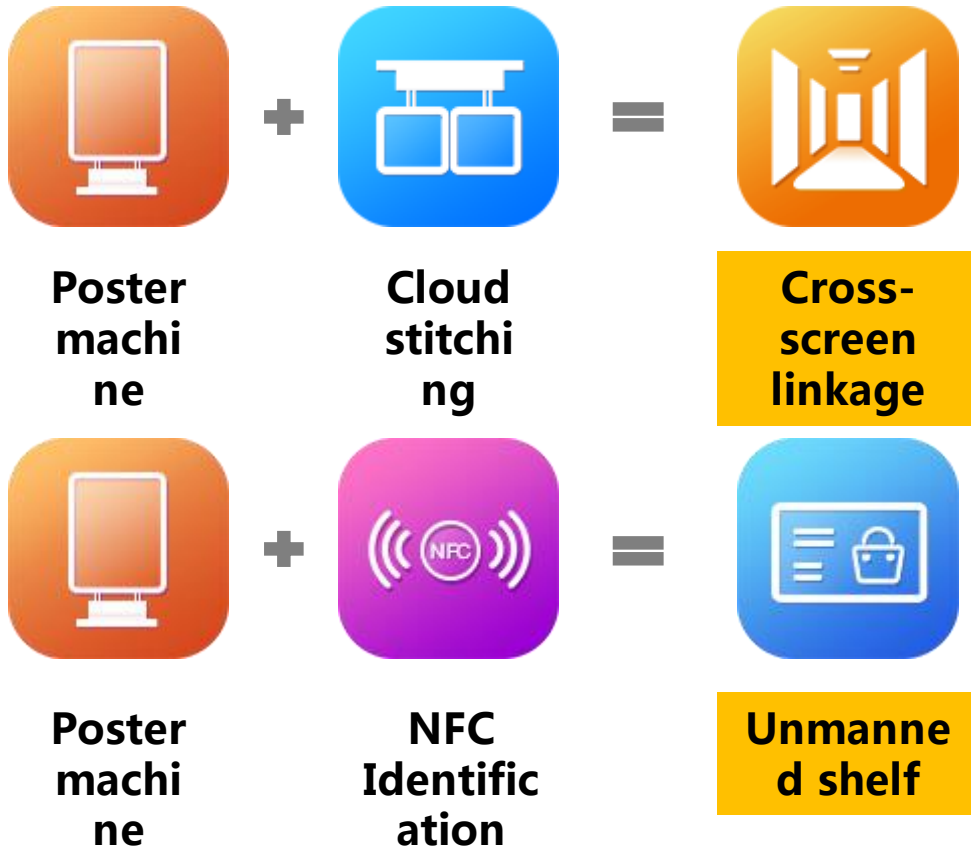 Poster
machi
ne
Cloud
stitchi
ng
Cross-
screen
linkage
NFC
Poster
machi
ne
NFC
Identific
ation
Unmanne
d shelf